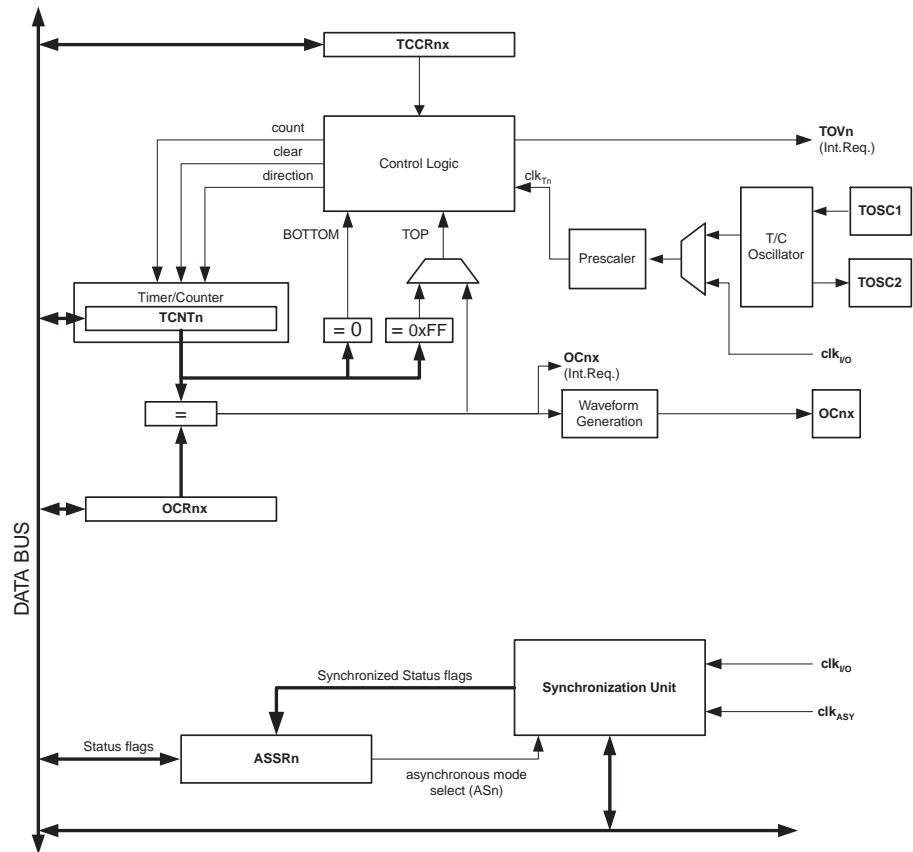 TCCRnx
count
clear
direction
Control Logic
TOVn
(Int.Req.)
clkTn
BOTTOM
TOP
TOSC1
T/C
Oscillator
Prescaler
TOSC2
Timer/Counter
TCNTn
= 0
= 0xFF
clkI/O
OCnx
(Int.Req.)
=
Waveform
Generation
OCnx
OCRnx
DATA BUS
Synchronized Status flags
Synchronization Unit
clkI/O
clkASY
Status flags
ASSRn
asynchronous mode
select (ASn)